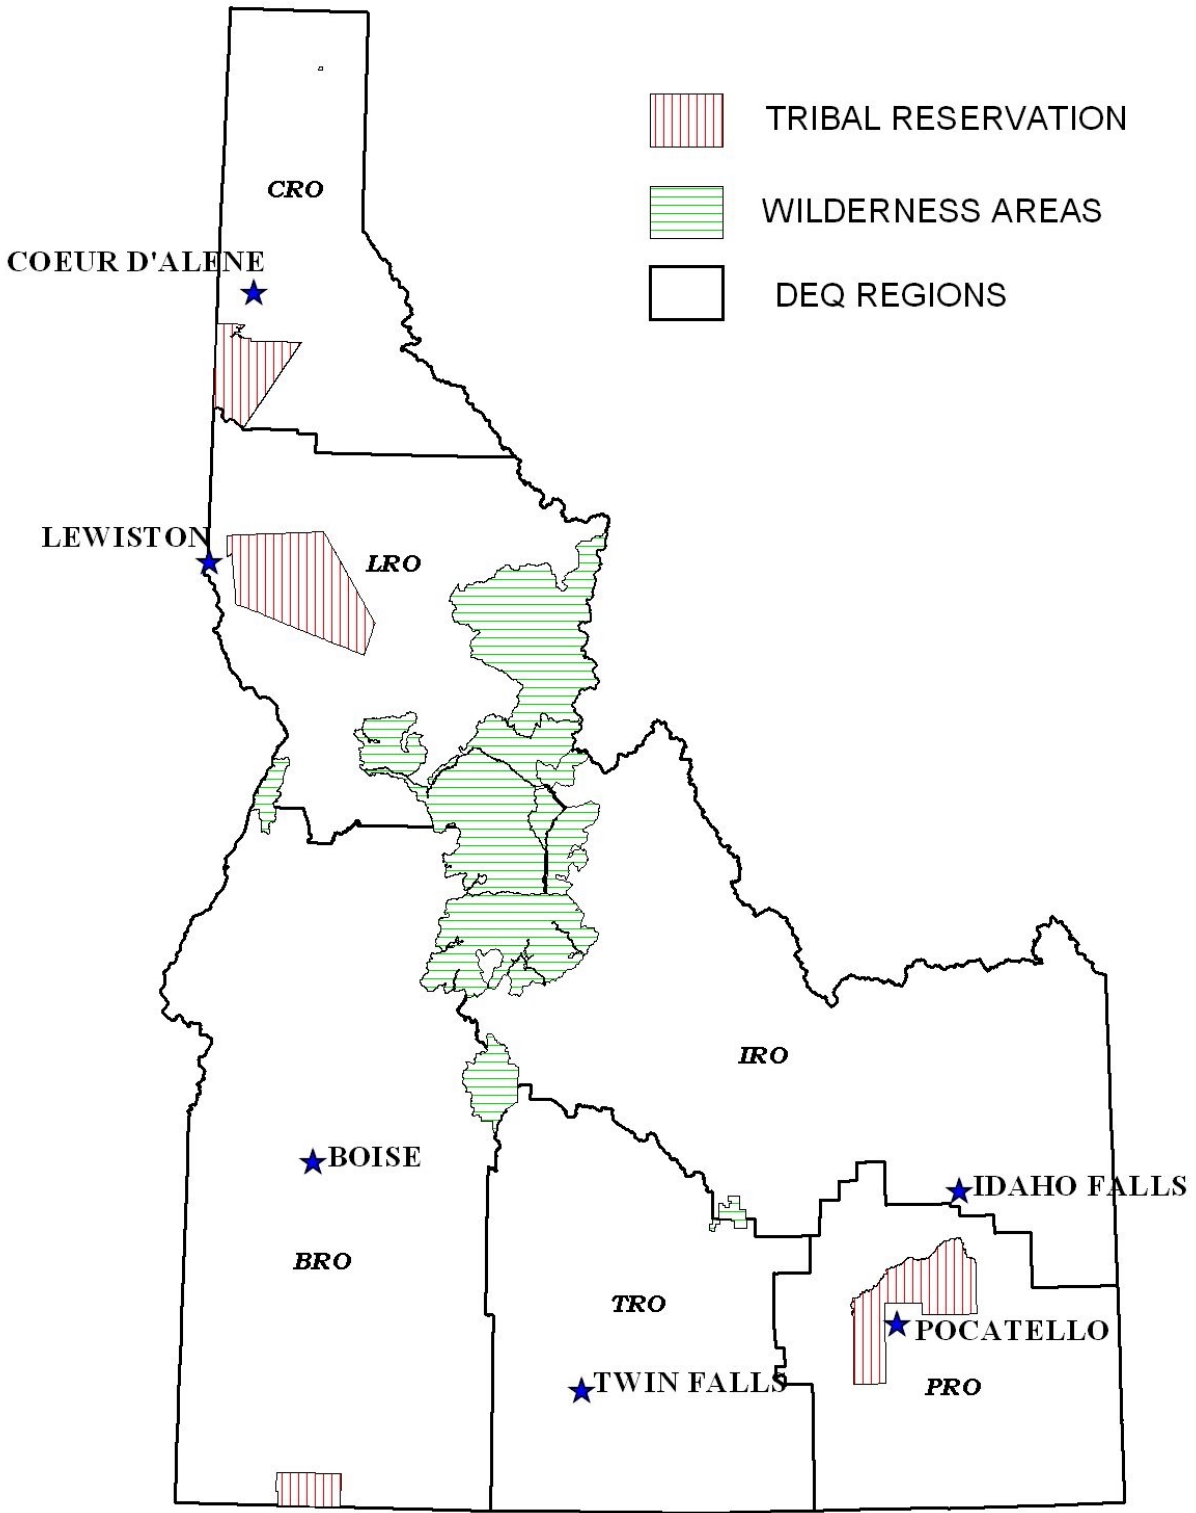 TRIBAL RESERVATION
CRO
WILDERNESS AREAS
COEUR D'ALENE
DEQ REGIONS
LEWISTON
LRO
IRO
BOISE
IDAHO FALLS
BRO
TRO
POCATELLO
TWIN FALLS
PRO